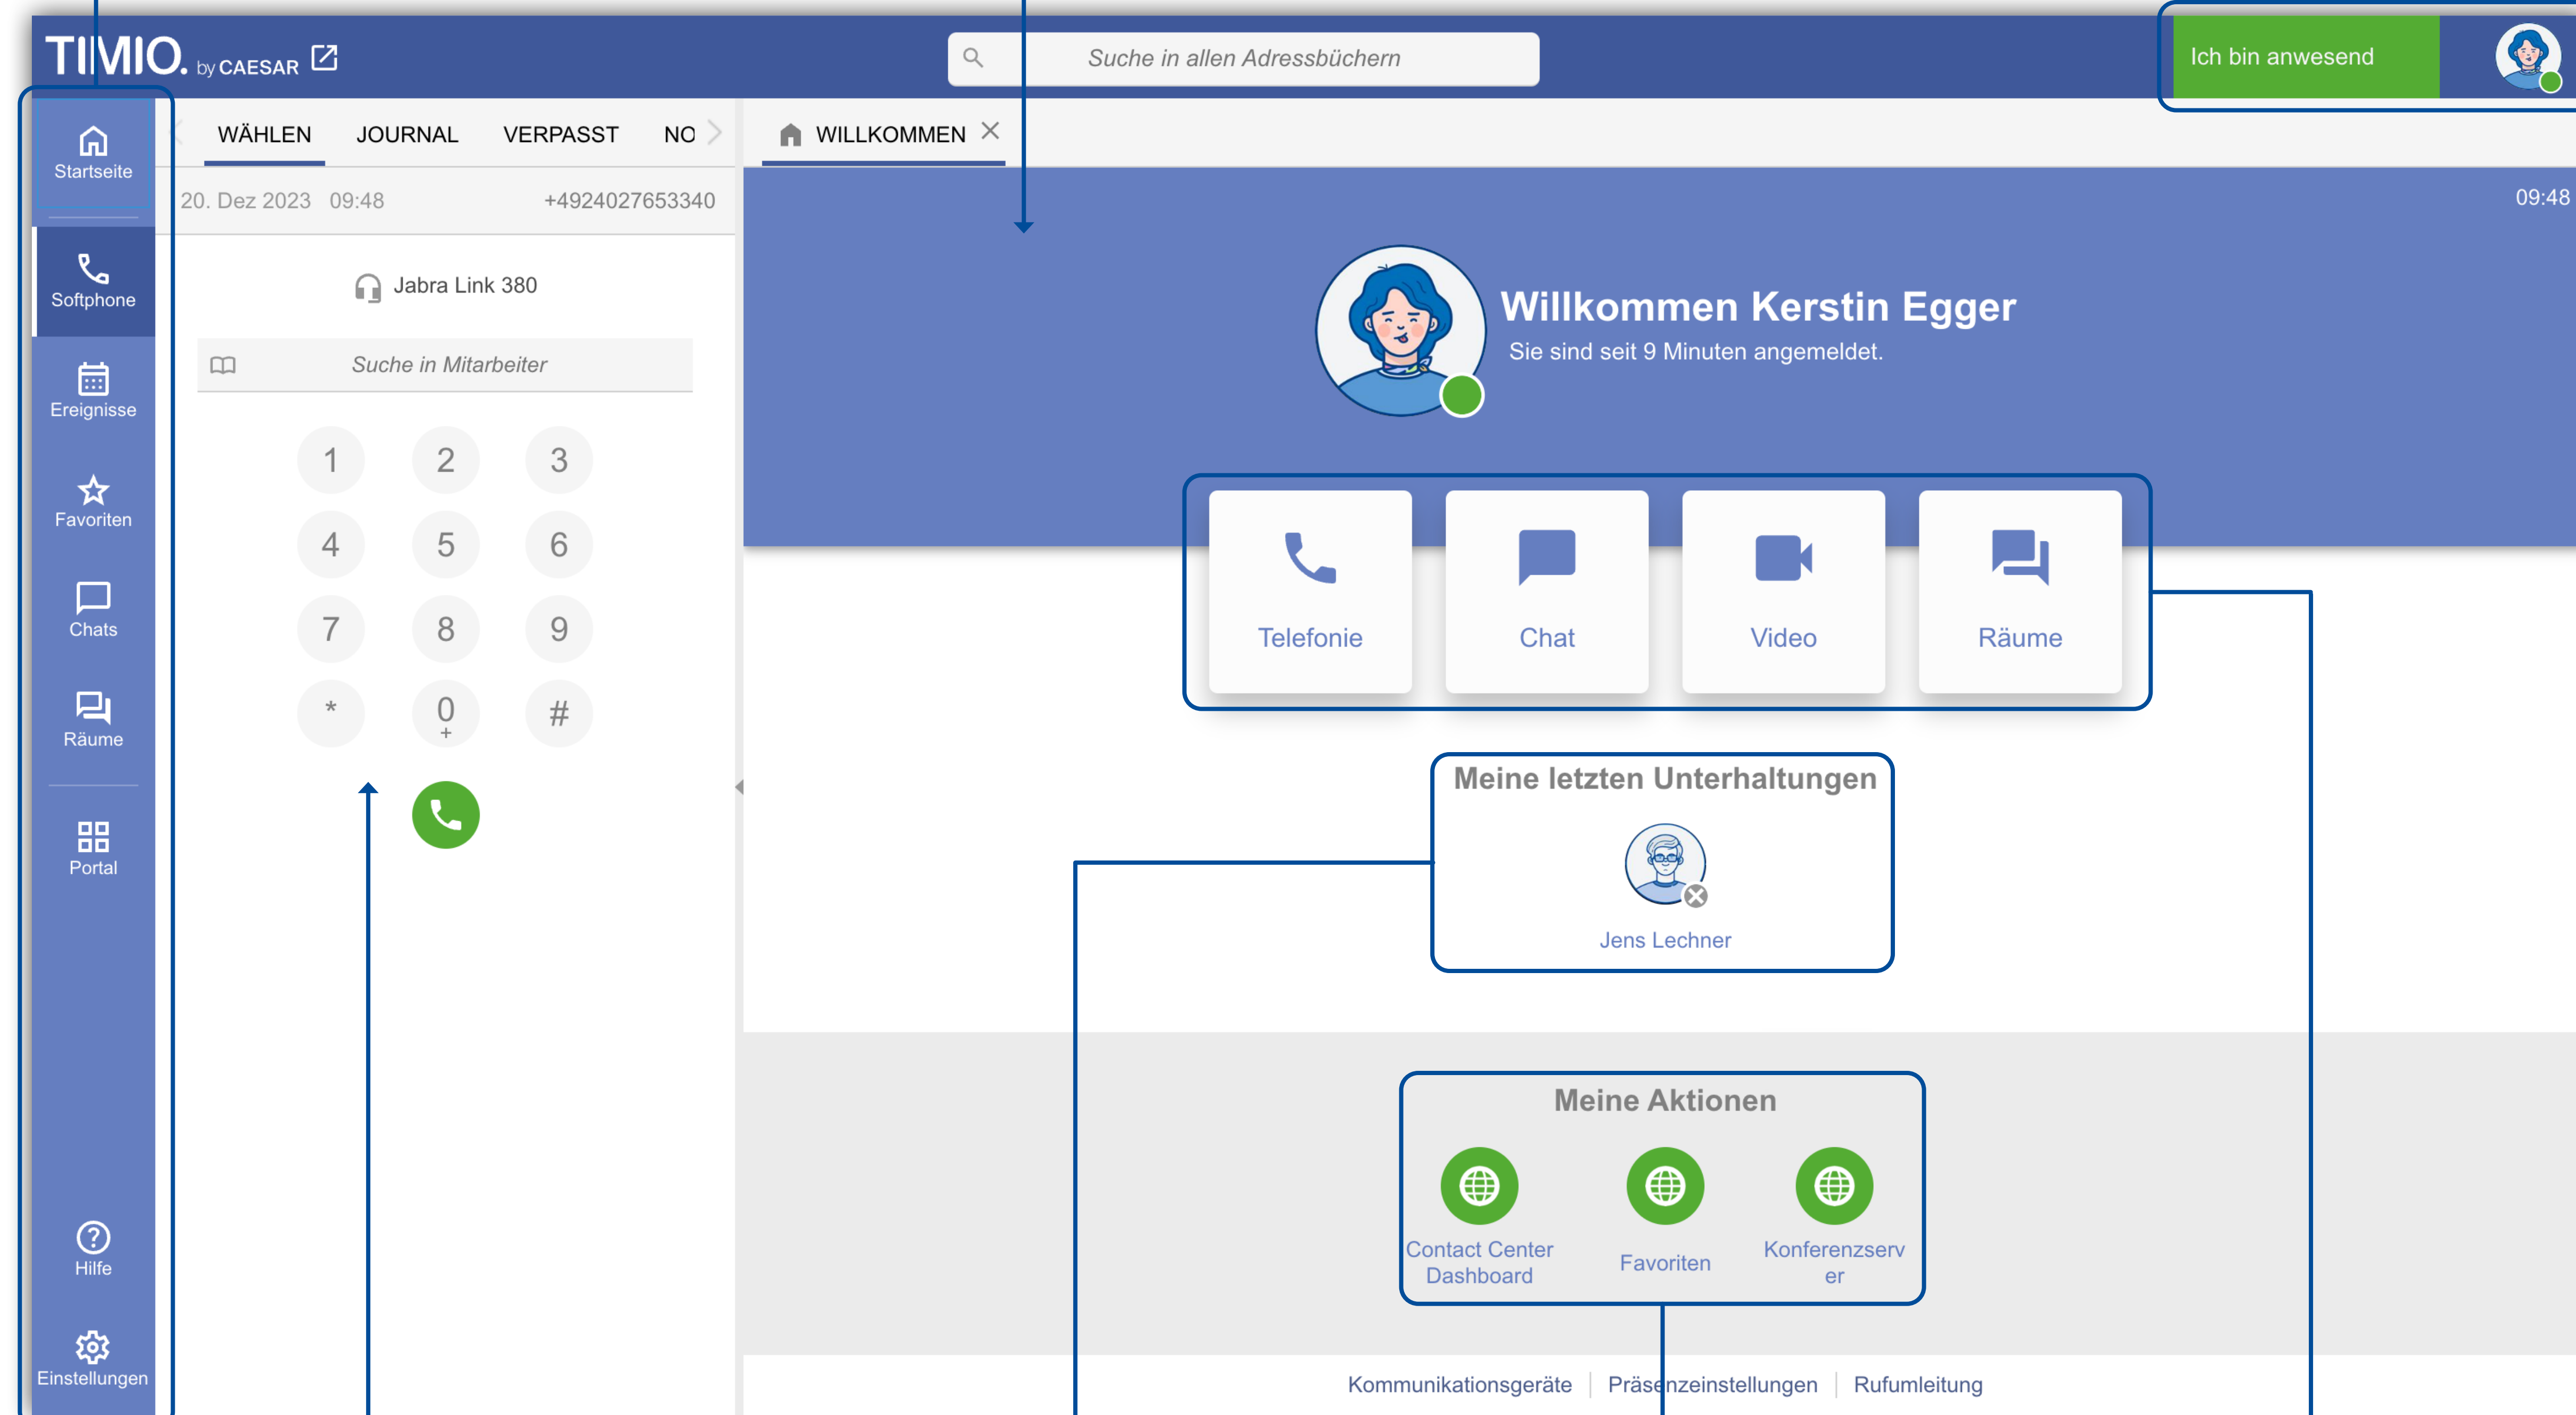 TIMIO. by CAESAR
Suche in allen Adressbüchern
Ich bin anwesend
Startseite
Softphone
Ereignisse
Favoriten
Chats
Räume
Portal
Hilfe
Einstellungen
WÄHLEN JOURNAL VERPASST NO
20. Dez 2023 09:48 +4924027653340
Jabra Link 380
Suche in Mitarbeiter
1 2 3
4 5 6
7 8 9
* 0 #
+
WILLKOMMEN
09:48
Willkommen Kerstin Egger
Sie sind seit 9 Minuten angemeldet.
Telefonie Chat Video Räume
Meine letzten Unterhaltungen
Jens Lechner
Meine Aktionen
Contact Center
Dashboard
Favoriten
Konferenzserv
er
Kommunikationsgeräte Präsenzeinstellungen Rufumleitung